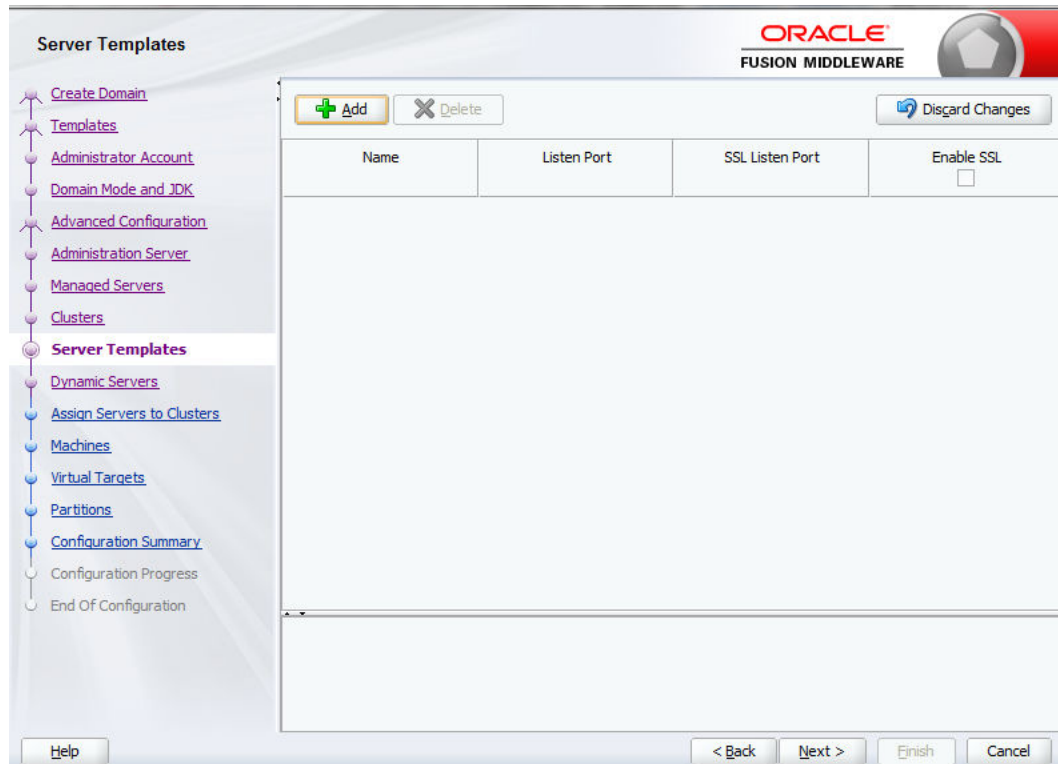 Server Templates
ORACLE
FUSION MIDDLEWARE
Create Domain
Templates
Administrator Account
Domain Mode and JDK
Advanced Configuration
Administration Server
Managed Servers
Clusters
Server Templates
Dynamic Servers
Assign Servers to Clusters
Machines
Virtual Targets
Partitions
Configuration Summary
Configuration Progress
End Of Configuration
Add Delete Discard Changes
Name Listen Port SSL Listen Port Enable SSL
Help < Back Next > Finish Cancel